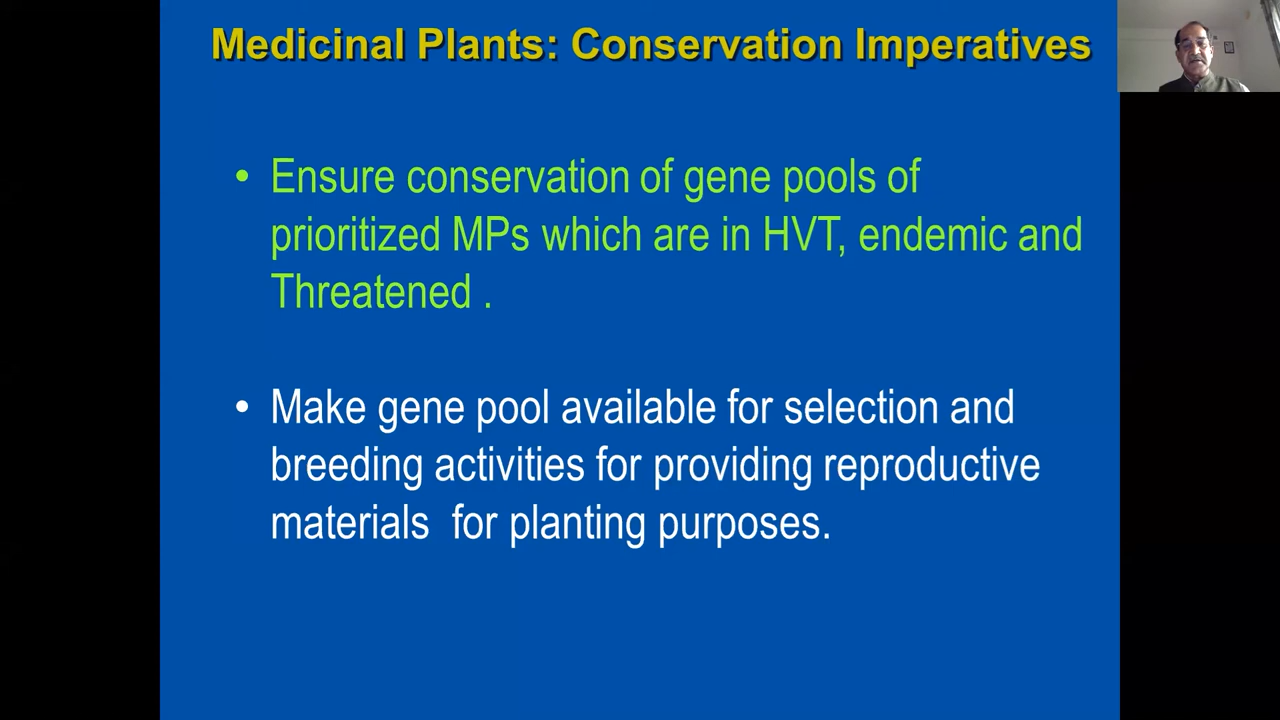 Medicinal Plants: Conservation Imperatives
• Ensure conservation of gene pools of
prioritized MPs which are in HVT, endemic and
Threatened .
• Make gene pool available for selection and
breeding activities for providing reproductive
materials  for planting purposes.